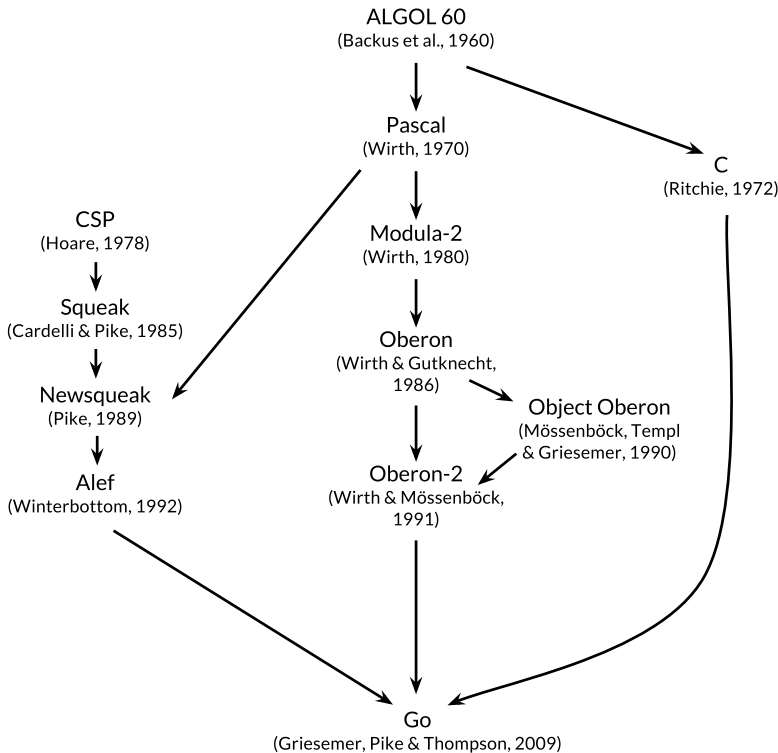 ALGOL 60
(Backus et al., 1960)
Pascal
(Wirth, 1970)
C
(Ritchie, 1972)
CSP
(Hoare, 1978)
Modula-2
(Wirth, 1980)
Squeak
(Cardelli & Pike, 1985)
Oberon
(Wirth & Gutknecht,
1986)
Newsqueak
(Pike, 1989)
Object Oberon
(Mössenböck, Templ
& Griesemer, 1990)
Alef
(Winterbottom, 1992)
Oberon-2
(Wirth & Mössenböck,
1991)
Go
(Griesemer, Pike & Thompson, 2009)